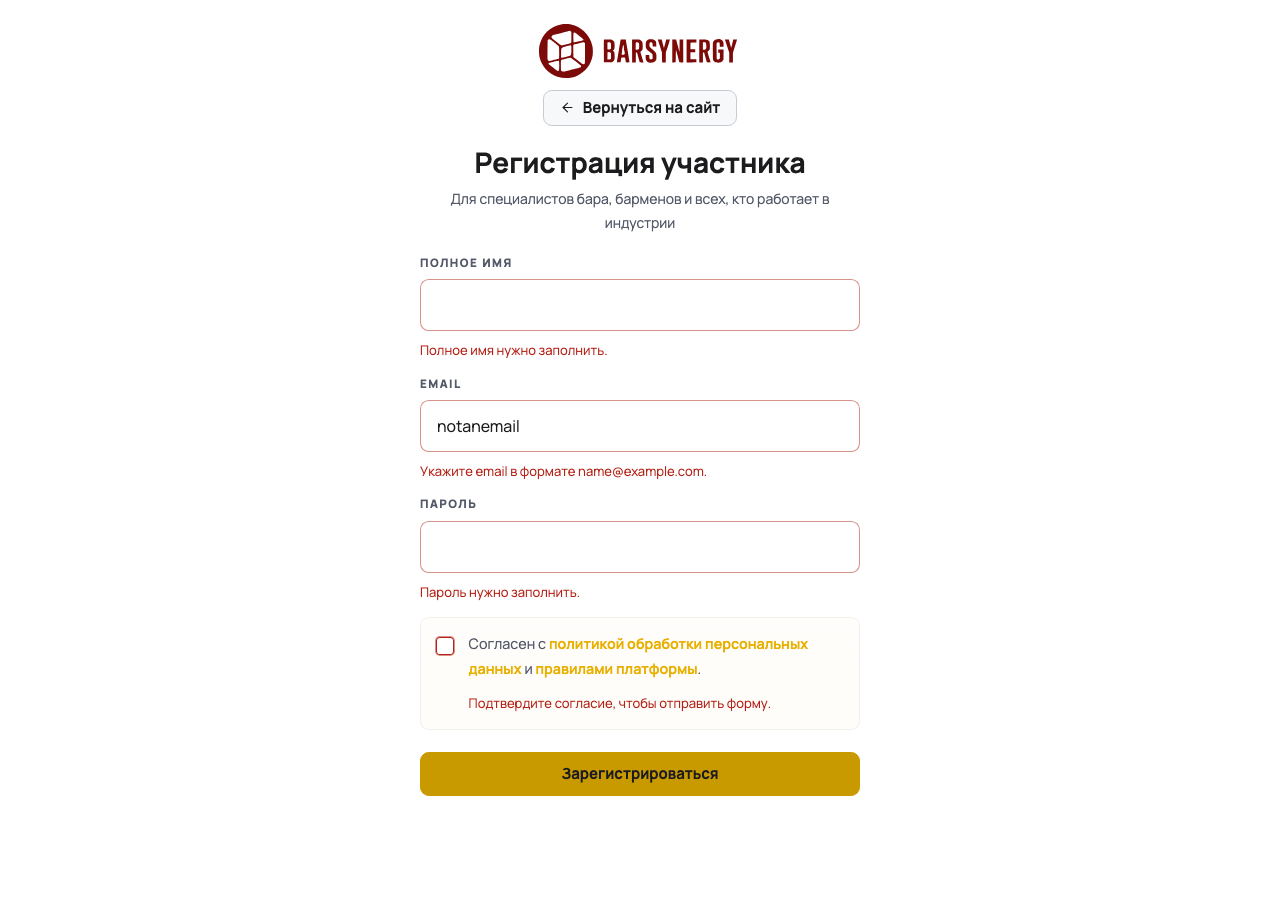 BARSYNERGY
← Вернуться на сайт
Регистрация участника
Для специалистов бара, барменов и всех, кто работает в
индустрии
ПОЛНОЕ ИМЯ
Полное имя нужно заполнить.
EMAIL
notanemail
Укажите email в формате name@example.com.
ПАРОЛЬ
Пароль нужно заполнить.
Согласен с политикой обработки персональных
данных и правилами платформы.
Подтвердите согласие, чтобы отправить форму.
Зарегистрироваться